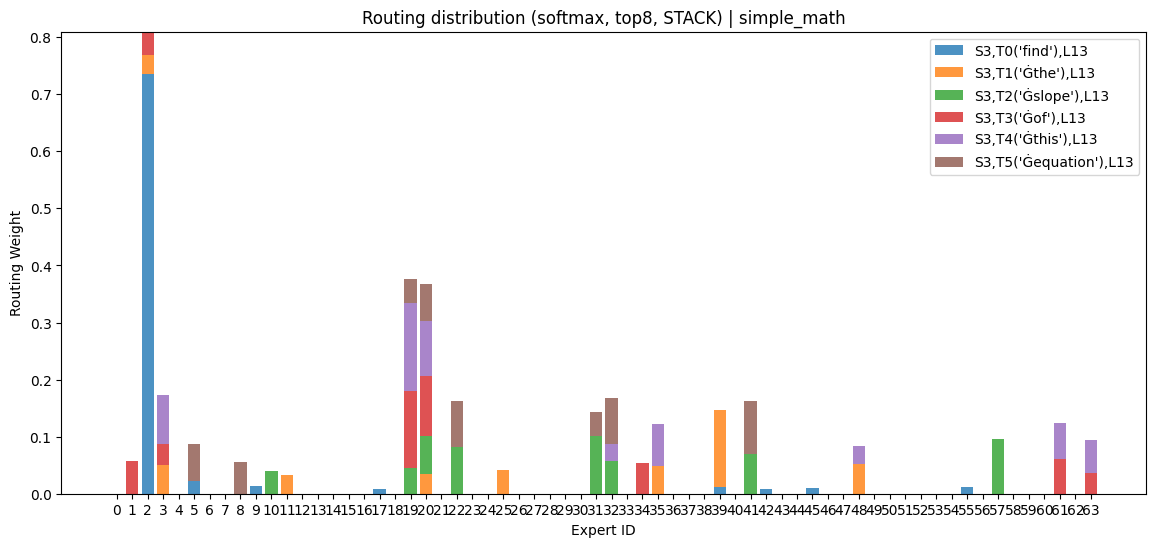 Routing distribution (softmax, top8, STACK) | simple_math
0.8
0.7
0.6
0.5
0.4
0.3
0.2
0.1
0.0
Routing Weight
S3,T0('find'),L13
S3,T1('Ġthe'),L13
S3,T2('Ġslope'),L13
S3,T3('Ġof'),L13
S3,T4('Ġthis'),L13
S3,T5('Ġequation'),L13
0 1 2 3 4 5 6 7 8 9 10 11 12 13 14 15 16 17 18 19 20 21 22 23 24 25 26 27 28 29 30 31 32 33 34 35 36 37 38 39 40 41 42 43 44 45 46 47 48 49 50 51 52 53 54 55 56 57 58 59 60 61 62 63
Expert ID